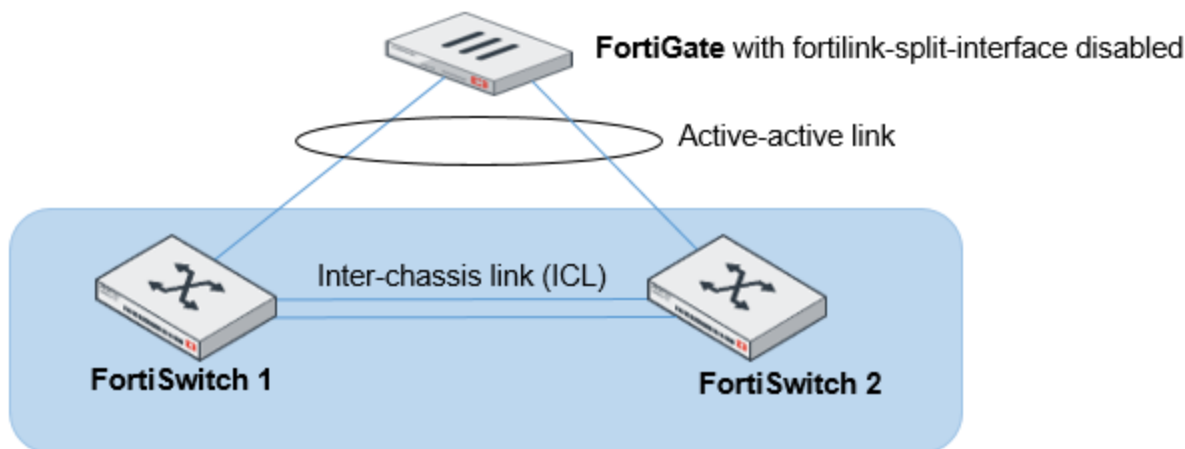 FortiGate with fortilink-split-interface disabled
Active-active link
Inter-chassis link (ICL)
FortiSwitch 1
FortiSwitch 2